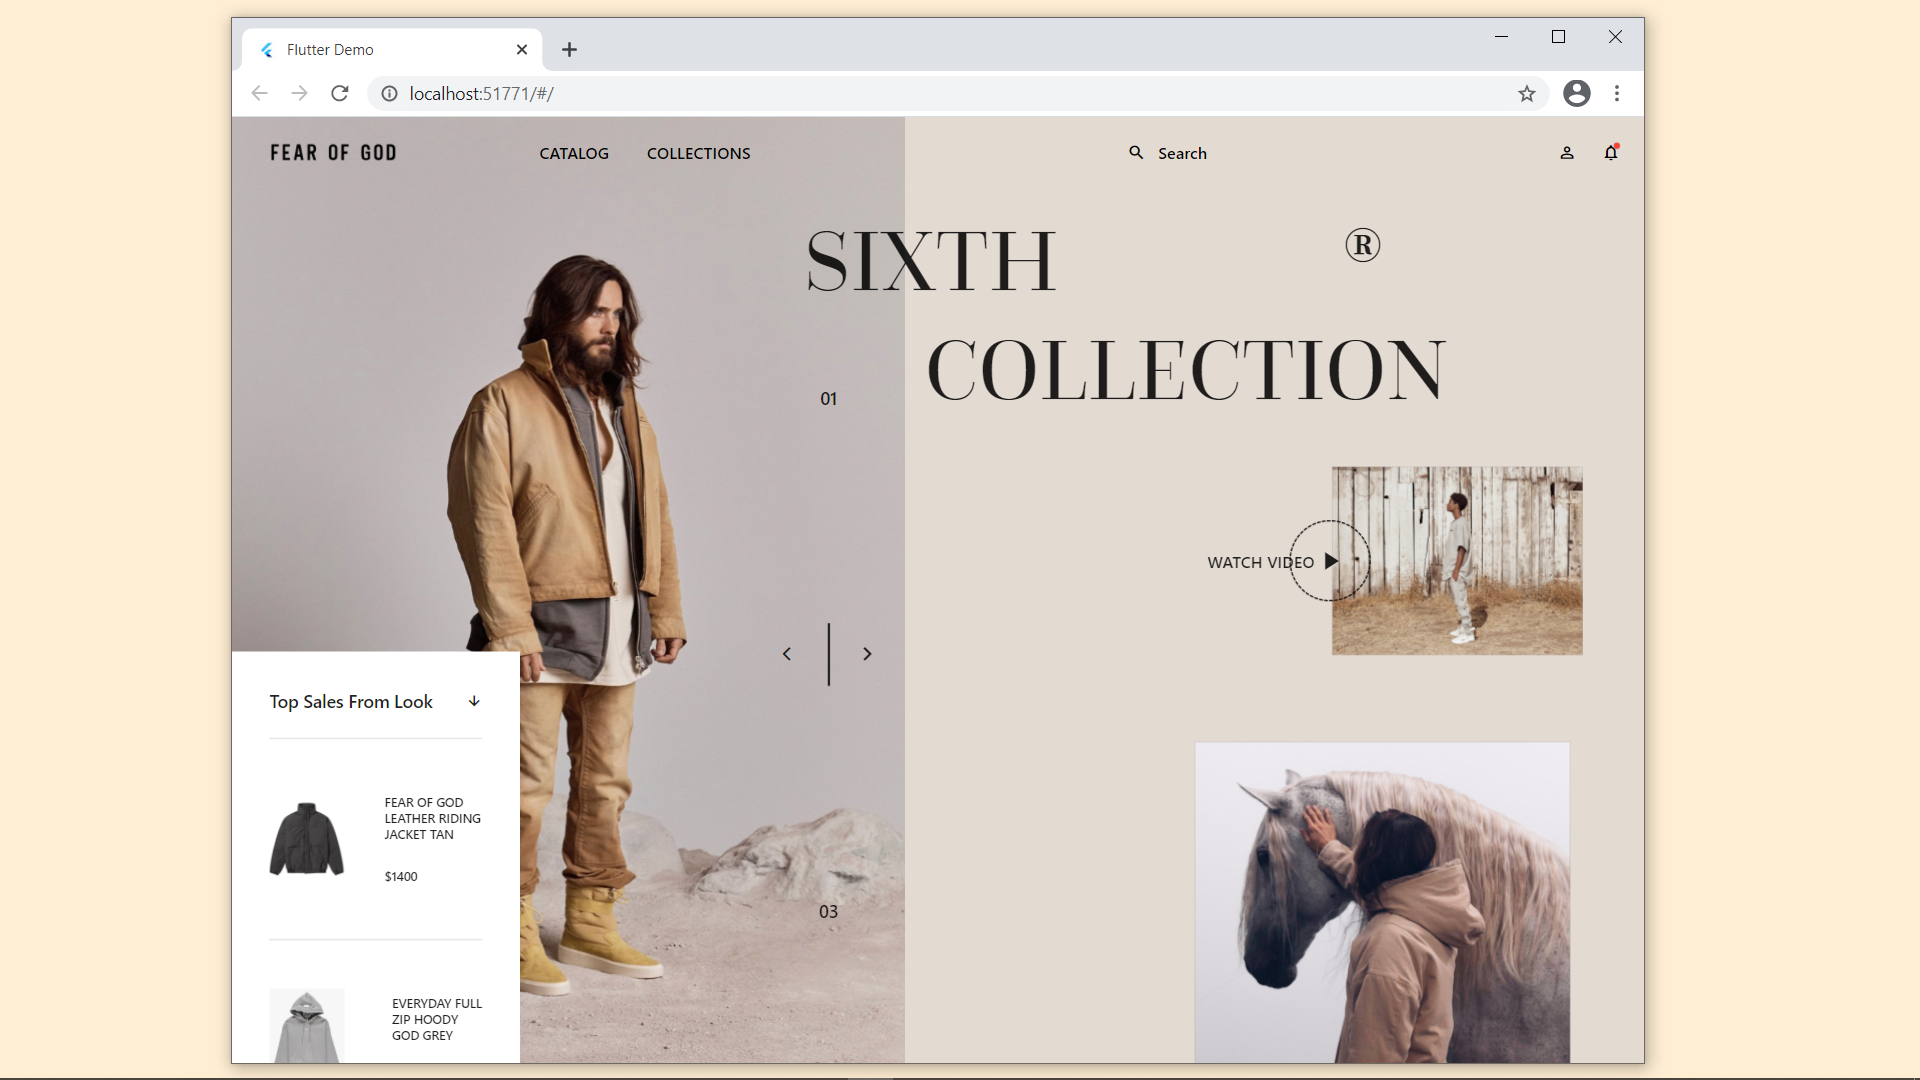 Flutter Demo
localhost:51771/#/
FEAR OF GOD
CATALOG
COLLECTIONS
Search
SIXTH
®
COLLECTION
01
WATCH VIDEO
Top Sales From Look
FEAR OF GOD
LEATHER RIDING
JACKET TAN
$1400
03
EVERYDAY FULL
ZIP HOODY
GOD GREY